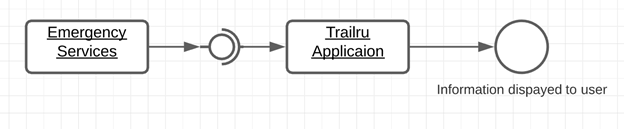 Emergency
Services
Trailru
Applicaion
Information dispayed to user